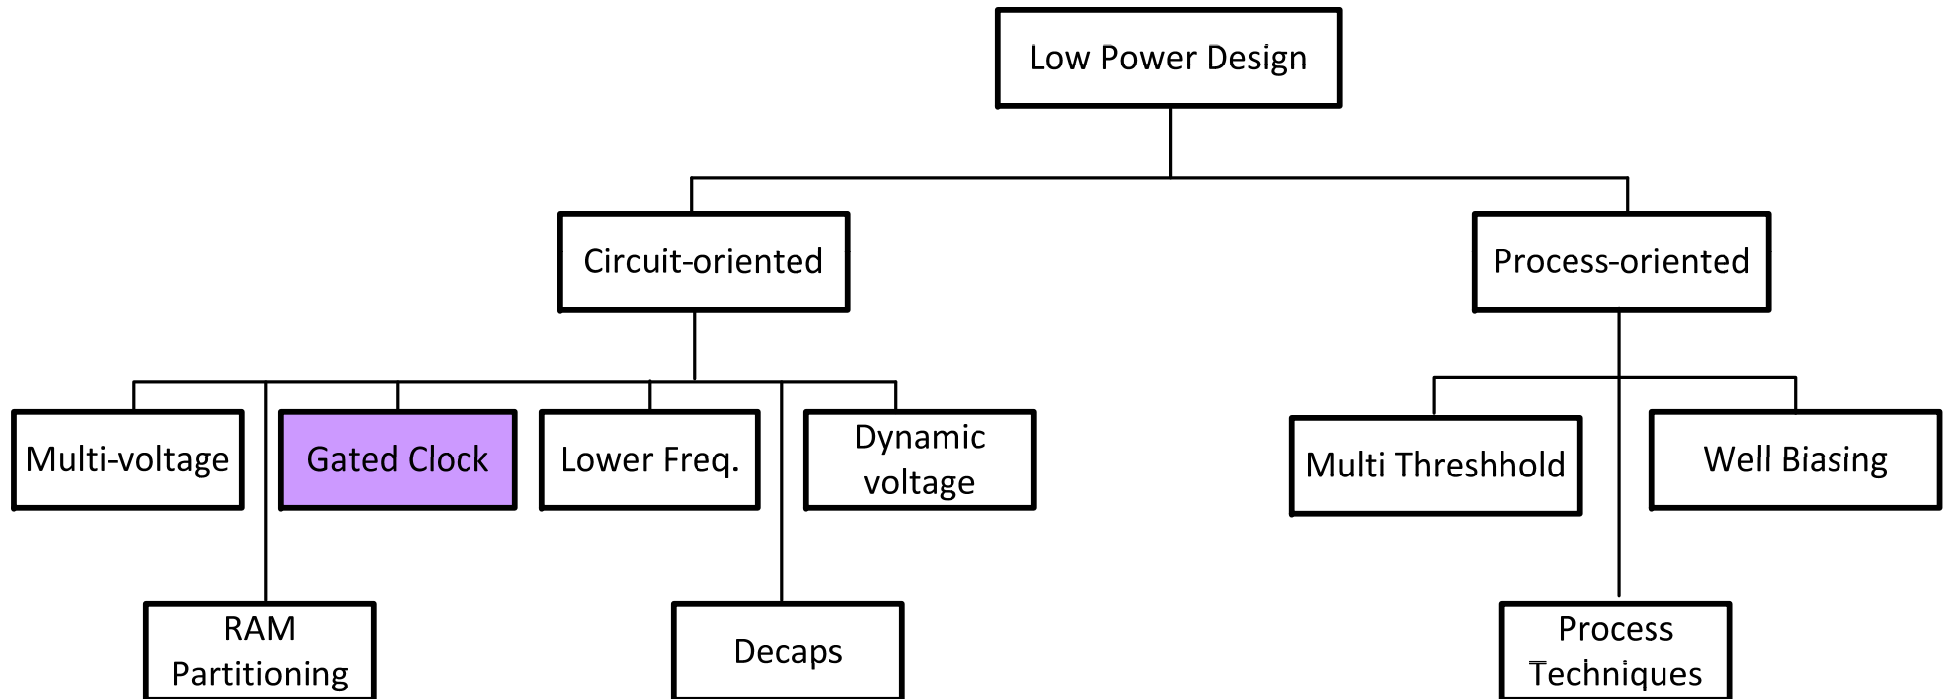 Low Power Design
Circuit-oriented
Process-oriented
Multi-voltage
Gated Clock
Lower Freq.
Dynamic
voltage
Multi Threshhold
Well Biasing
RAM
Partitioning
Decaps
Process
Techniques